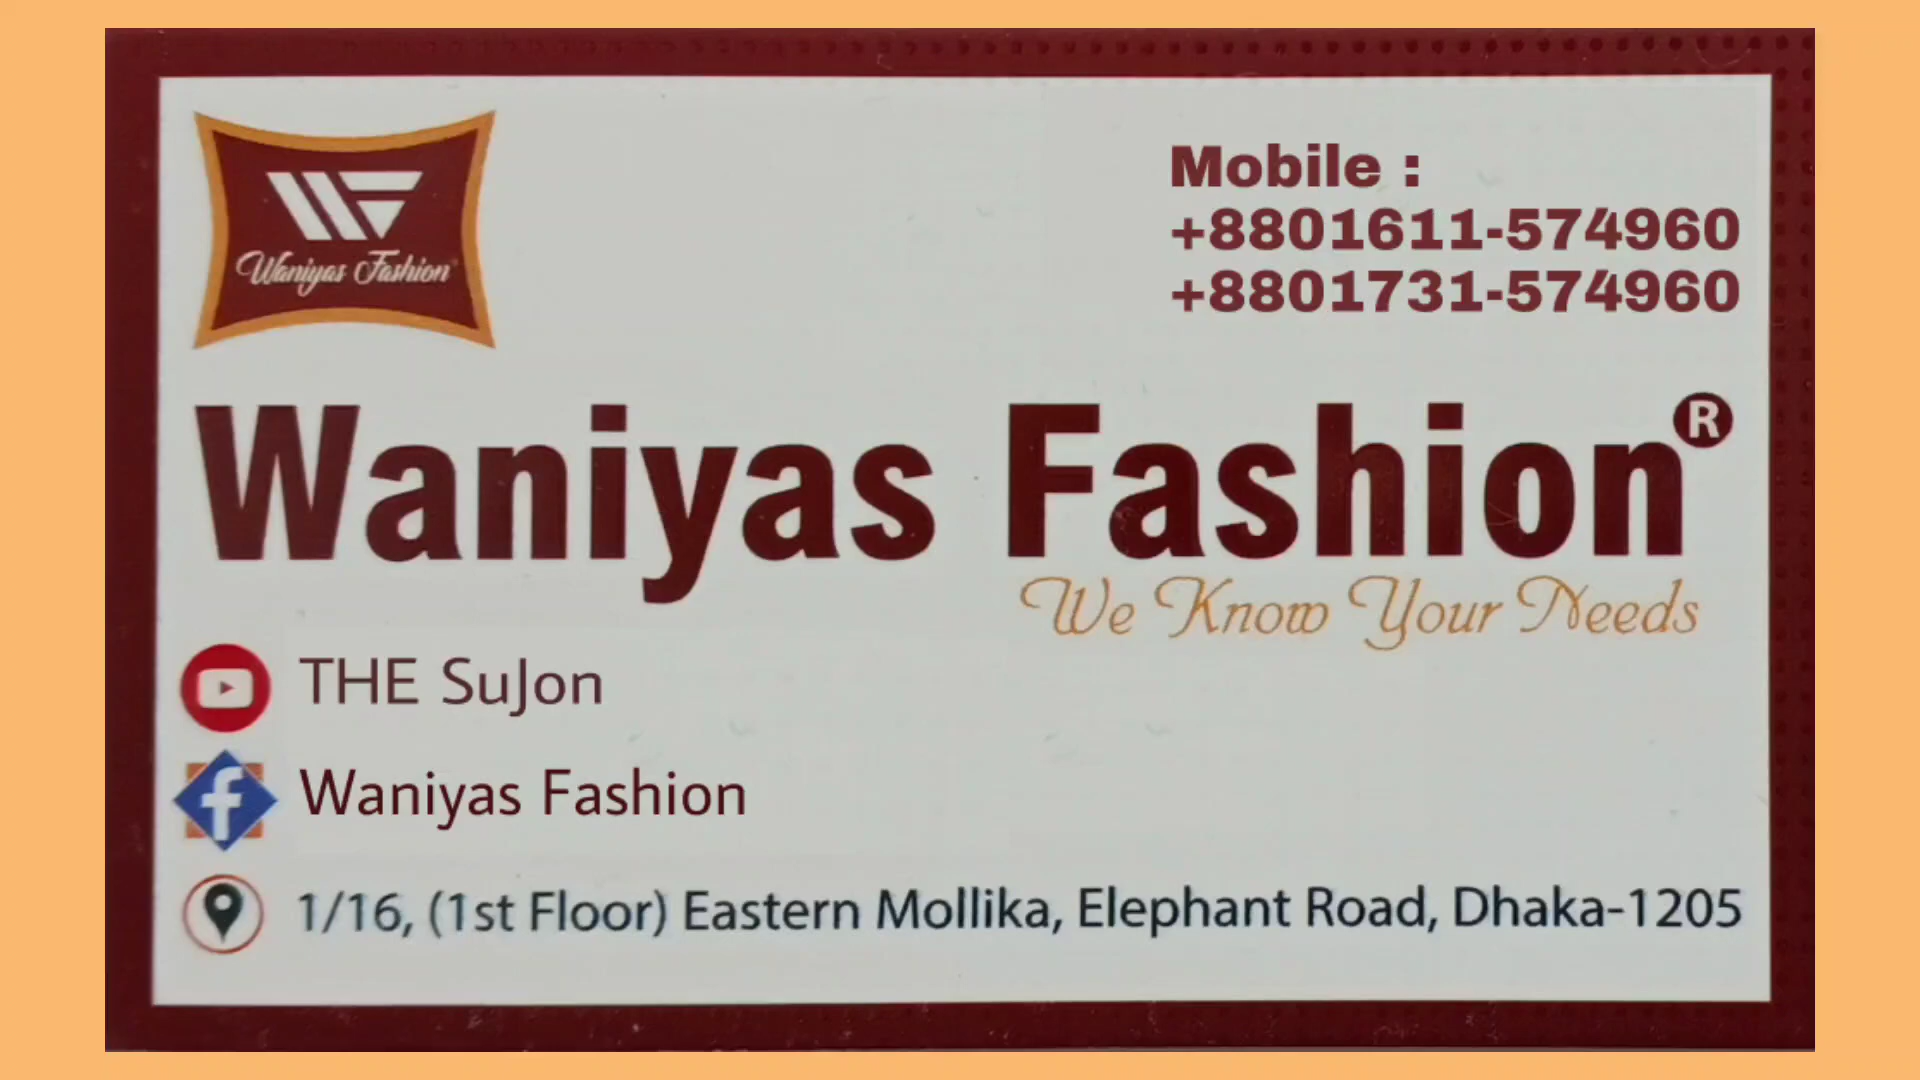 WF
Waniyas Fashion
Mobile :
+8801611-574960
+8801731-574960
Waniyas Fashion®
We Know Your Needs
THE SuJon
Waniyas Fashion
1/16, (1st Floor) Eastern Mollika, Elephant Road, Dhaka-1205